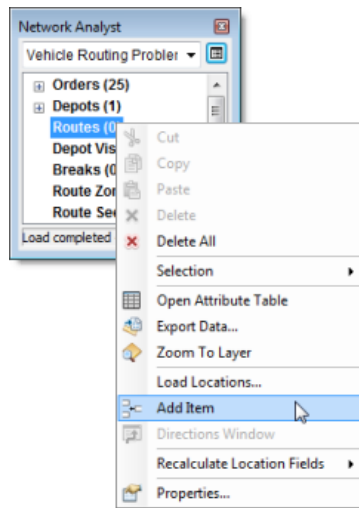 Network Analyst
Vehicle Routing Probler
Orders (25)
Depots (1)
Routes (0
Depot Vis
Breaks (0
Route Zor
Route See
Load completed
Cut
Copy
Paste
Delete
Delete All
Selection
Open Attribute Table
Export Data...
Zoom To Layer
Load Locations...
Add Item
Directions Window
Recalculate Location Fields
Properties...